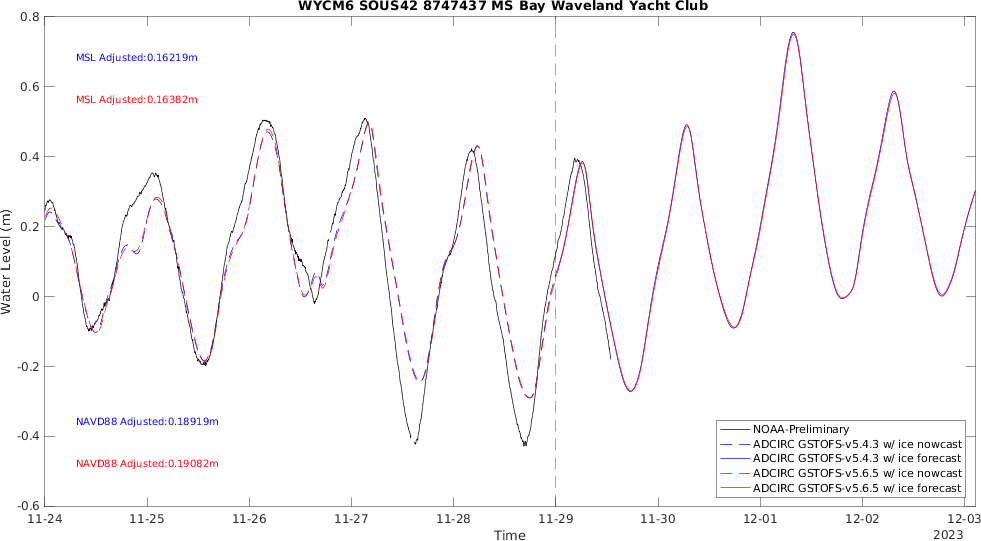 WYCM6 SOUS42 8747437 MS Bay Waveland Yacht Club
Water Level (m)
0.8
0.6
0.4
0.2
0
-0.2
-0.4
-0.6
MSL Adjusted:0.16219m
MSL Adjusted:0.16382m
NAVD88 Adjusted:0.18919m
NAVD88 Adjusted:0.19082m
NOAA-Preliminary
ADCIRC GSTOFS-v5.4.3 w/ ice nowcast
ADCIRC GSTOFS-v5.4.3 w/ ice forecast
ADCIRC GSTOFS-v5.6.5 w/ ice nowcast
ADCIRC GSTOFS-v5.6.5 w/ ice forecast
11-24 11-25 11-26 11-27 11-28 11-29 11-30 12-01 12-02 12-03
Time
2023